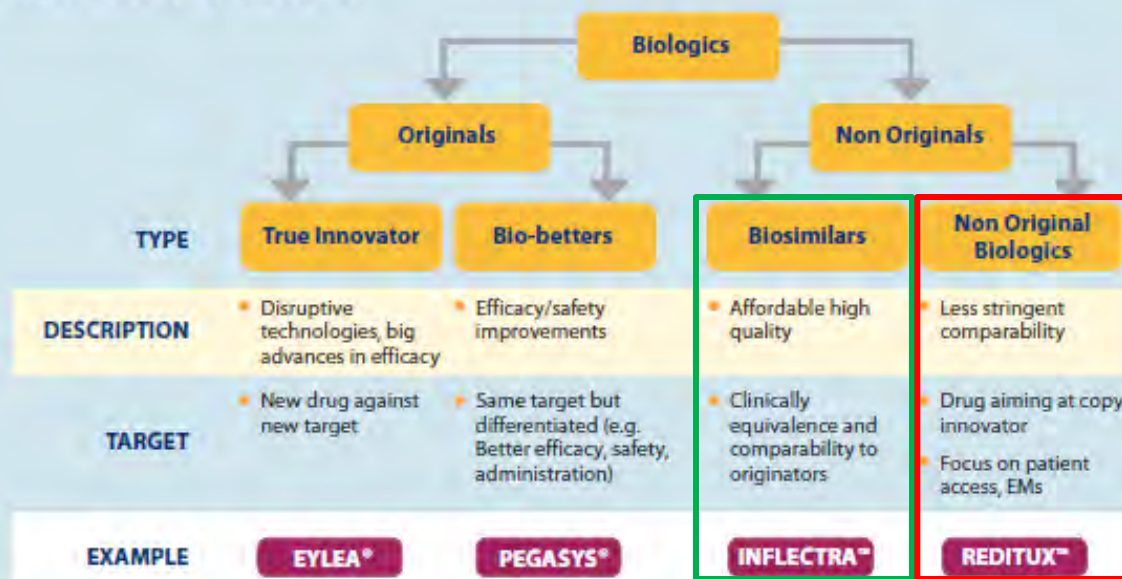 Biologics
Originals
Non Originals
TYPE
True Innovator
Bio-betters
Biosimilars
Non Original
Biologics
DESCRIPTION
• Disruptive
technologies, big
advances in efficacy
• Efficacy/safety
improvements
• Affordable high
quality
• Less stringent
comparability
TARGET
• New drug against
new target
• Same target but
differentiated (e.g.
Better efficacy, safety,
administration)
• Clinically
equivalence and
comparability to
originators
• Drug aiming at copy
innovator
• Focus on patient
access, EMs
EXAMPLE
EYLEA®
PEGASYS®
INFLECTRA™
REDITUX™